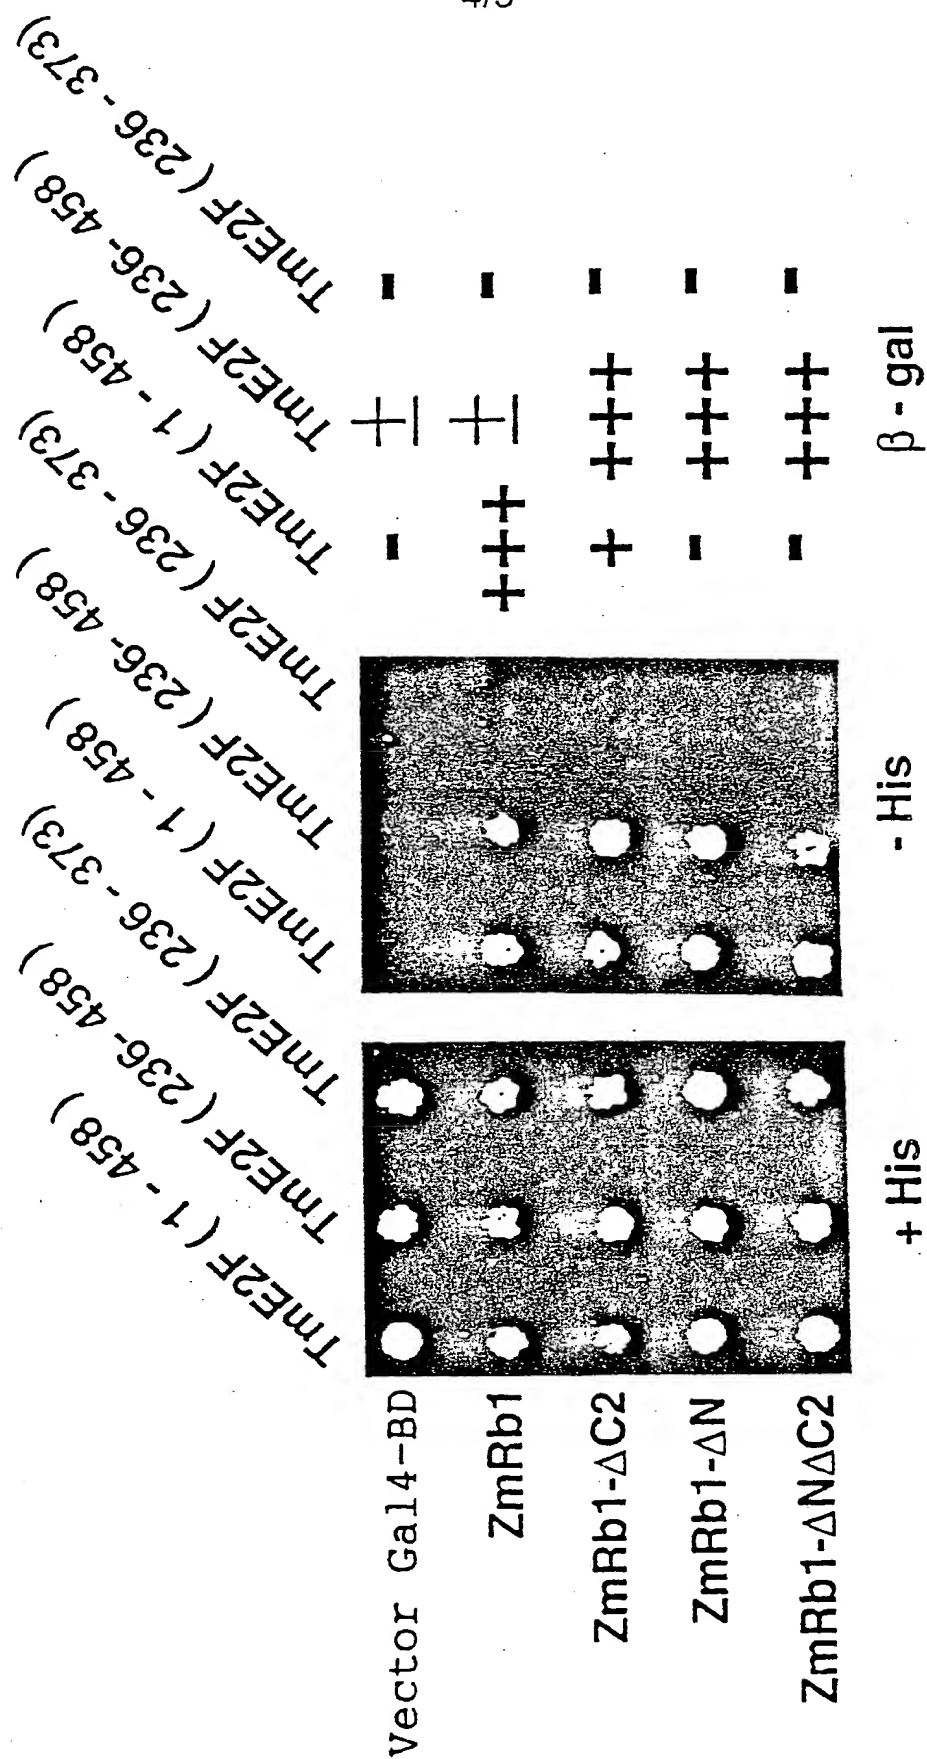 TmE2F ( 1 - 458 )
TmE2F ( 236- 458 )
TmE2F ( 236 - 373)
TmE2F ( 1 - 458 )
TmE2F ( 236- 458 )
TmE2F ( 236 - 373)
TmE2F ( 1 - 458 )
TmE2F ( 236- 458 )
TmE2F ( 236 - 373)
Vector Gal4-BD - ± -
ZmRb1 +++ ± -
ZmRb1-ΔC2 + +++ -
ZmRb1-ΔN - +++ -
ZmRb1-ΔNΔC2 - +++ -
+ His - His β - gal